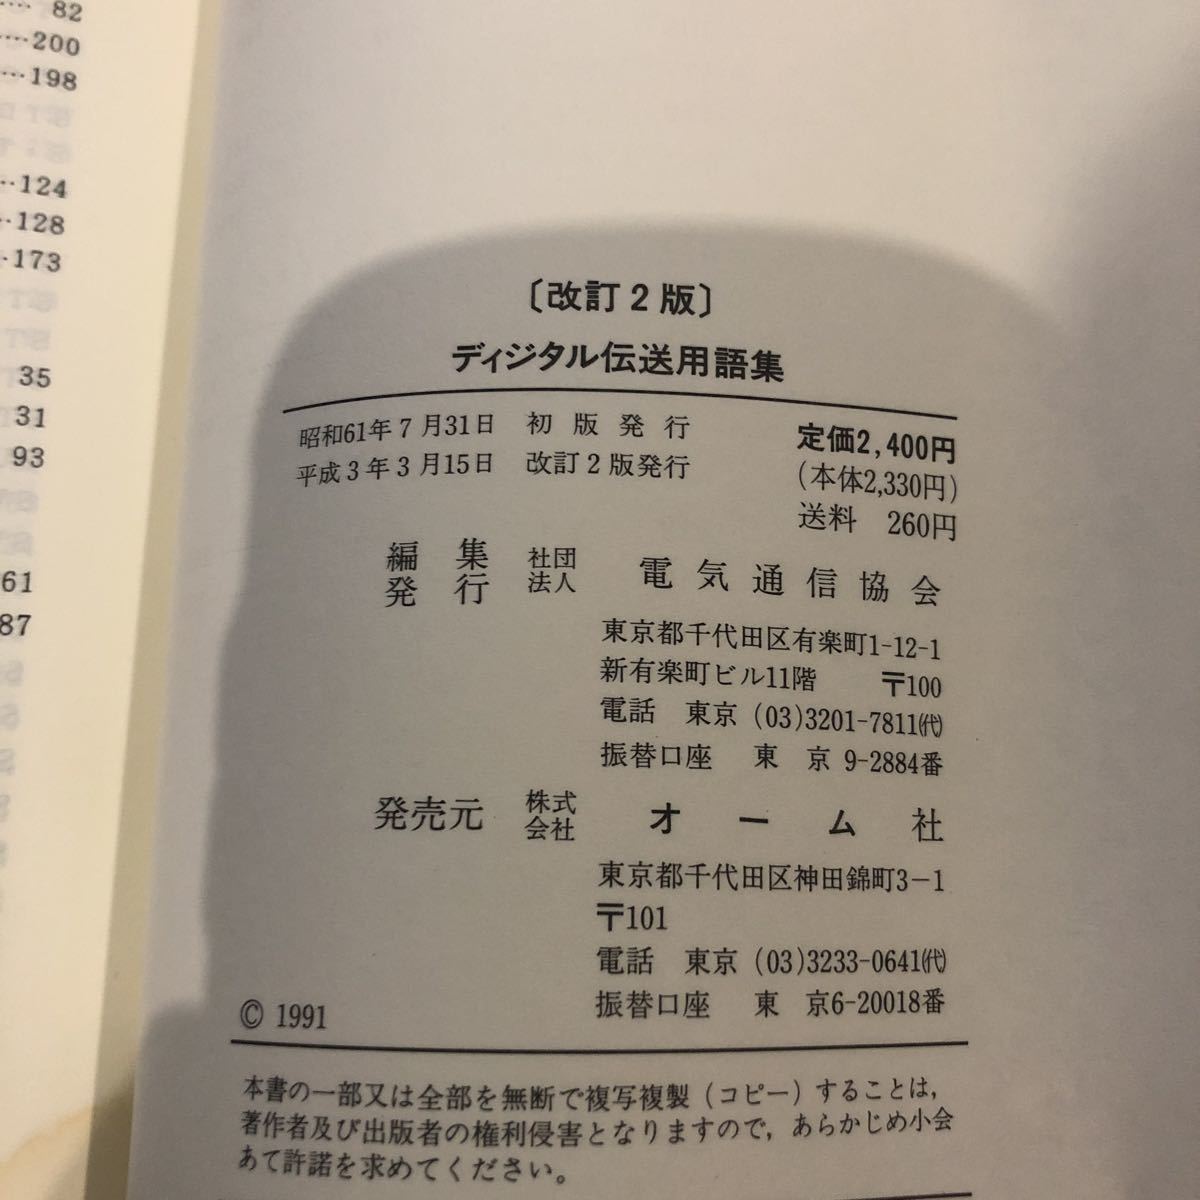 82
200
198
124
128
173
35
31
93
61
87
〔改訂2版〕
ディジタル伝送用語集
昭和61年7月31日 初版発行
平成3年3月15日 改訂2版発行
定価2,400円
(本体2,330円)
送料 260円
編集 社団
発行 法人 電気通信協会
東京都千代田区有楽町1-12-1
新有楽町ビル11階 〒100
電話 東京 (03)3201-7811㈹
振替口座 東京 9-2884番
発売元 株式
会社 オーム社
東京都千代田区神田錦町3-1
〒101
電話 東京 (03)3233-0641㈹
振替口座 東京6-20018番
© 1991
本書の一部又は全部を無断で複写複製(コピー)することは,
著作者及び出版者の権利侵害となりますので, あらかじめ小会
あて許諾を求めてください。